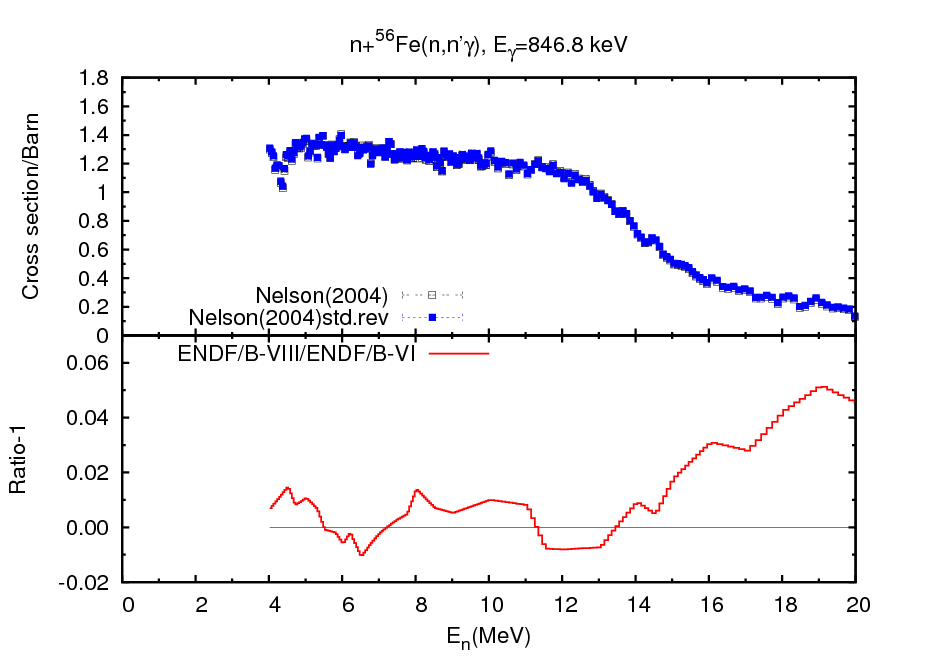 n+56Fe(n,n'γ), Eγ=846.8 keV
Cross section/Barn
1.8
1.6
1.4
1.2
1
0.8
0.6
0.4
0.2
0
Nelson(2004)
Nelson(2004)std.rev
ENDF/B-VIII/ENDF/B-VI
Ratio-1
0.06
0.04
0.02
0.00
-0.02
0 2 4 6 8 10 12 14 16 18 20
En(MeV)